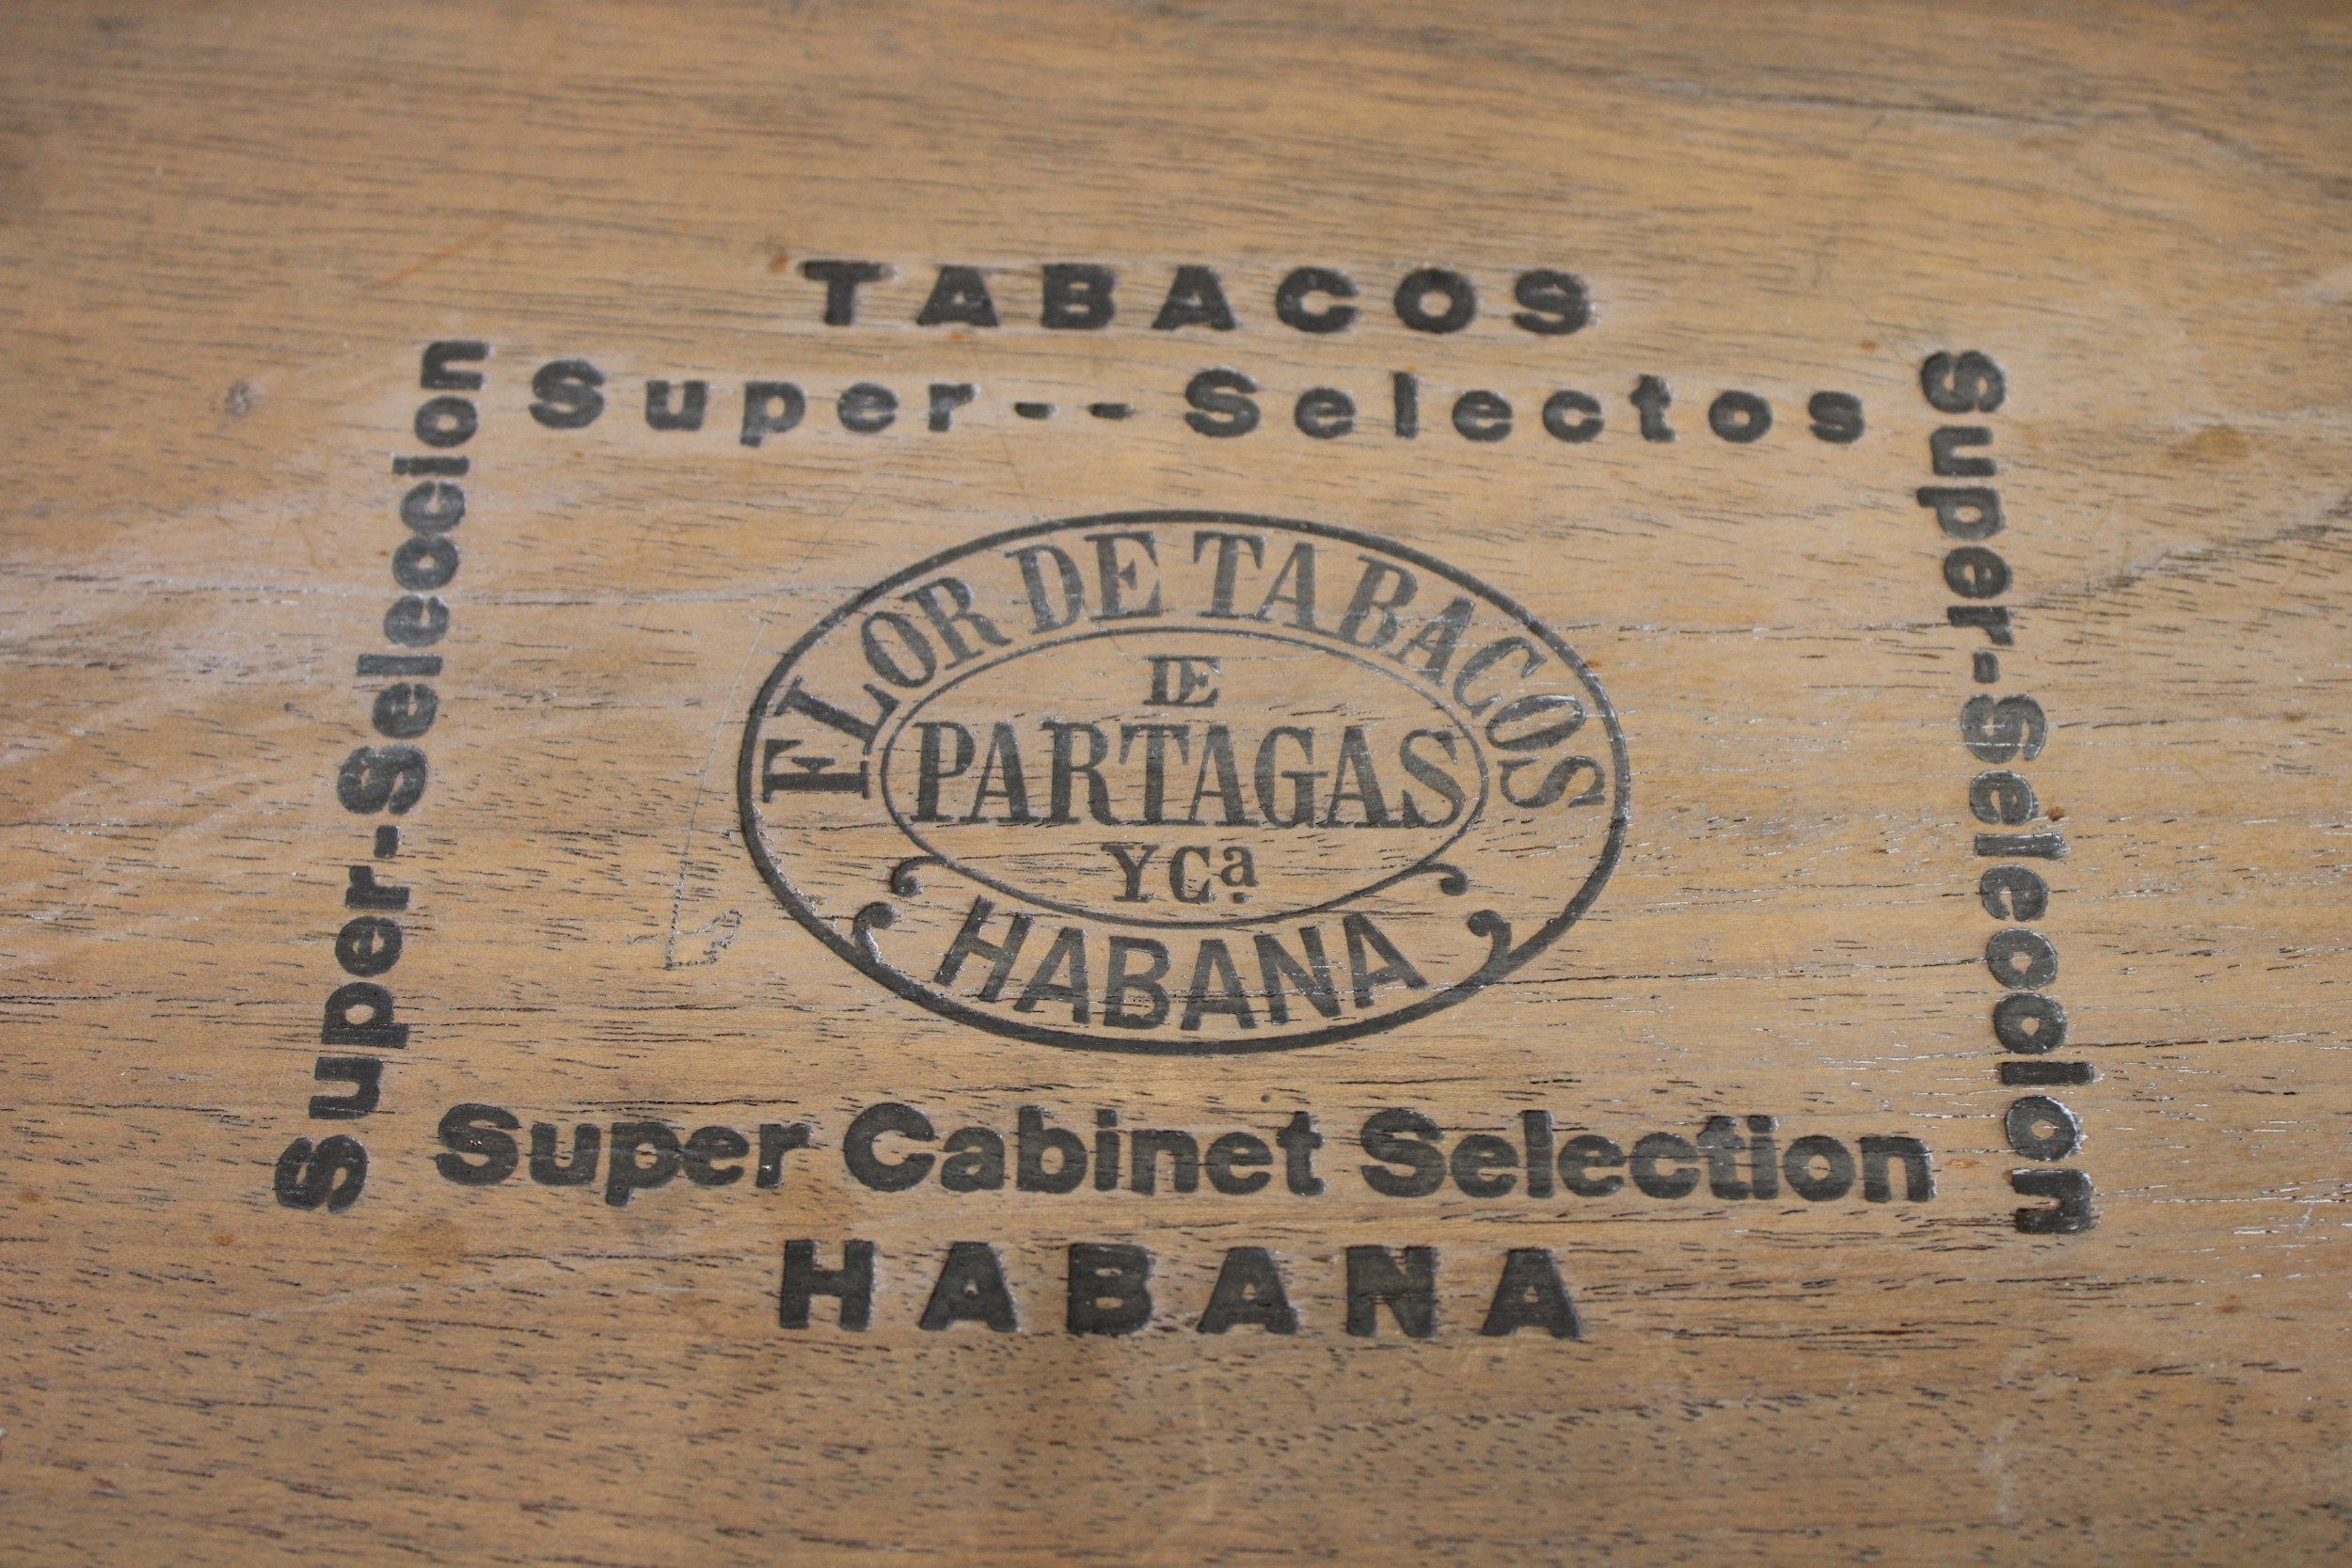 TABACOS
Super--Selectos
Super-Seleccion
Super-Seleccion
FLOR DE TABACOS
DE
PARTAGAS
Y Cª
HABANA
Super Cabinet Selection
HABANA